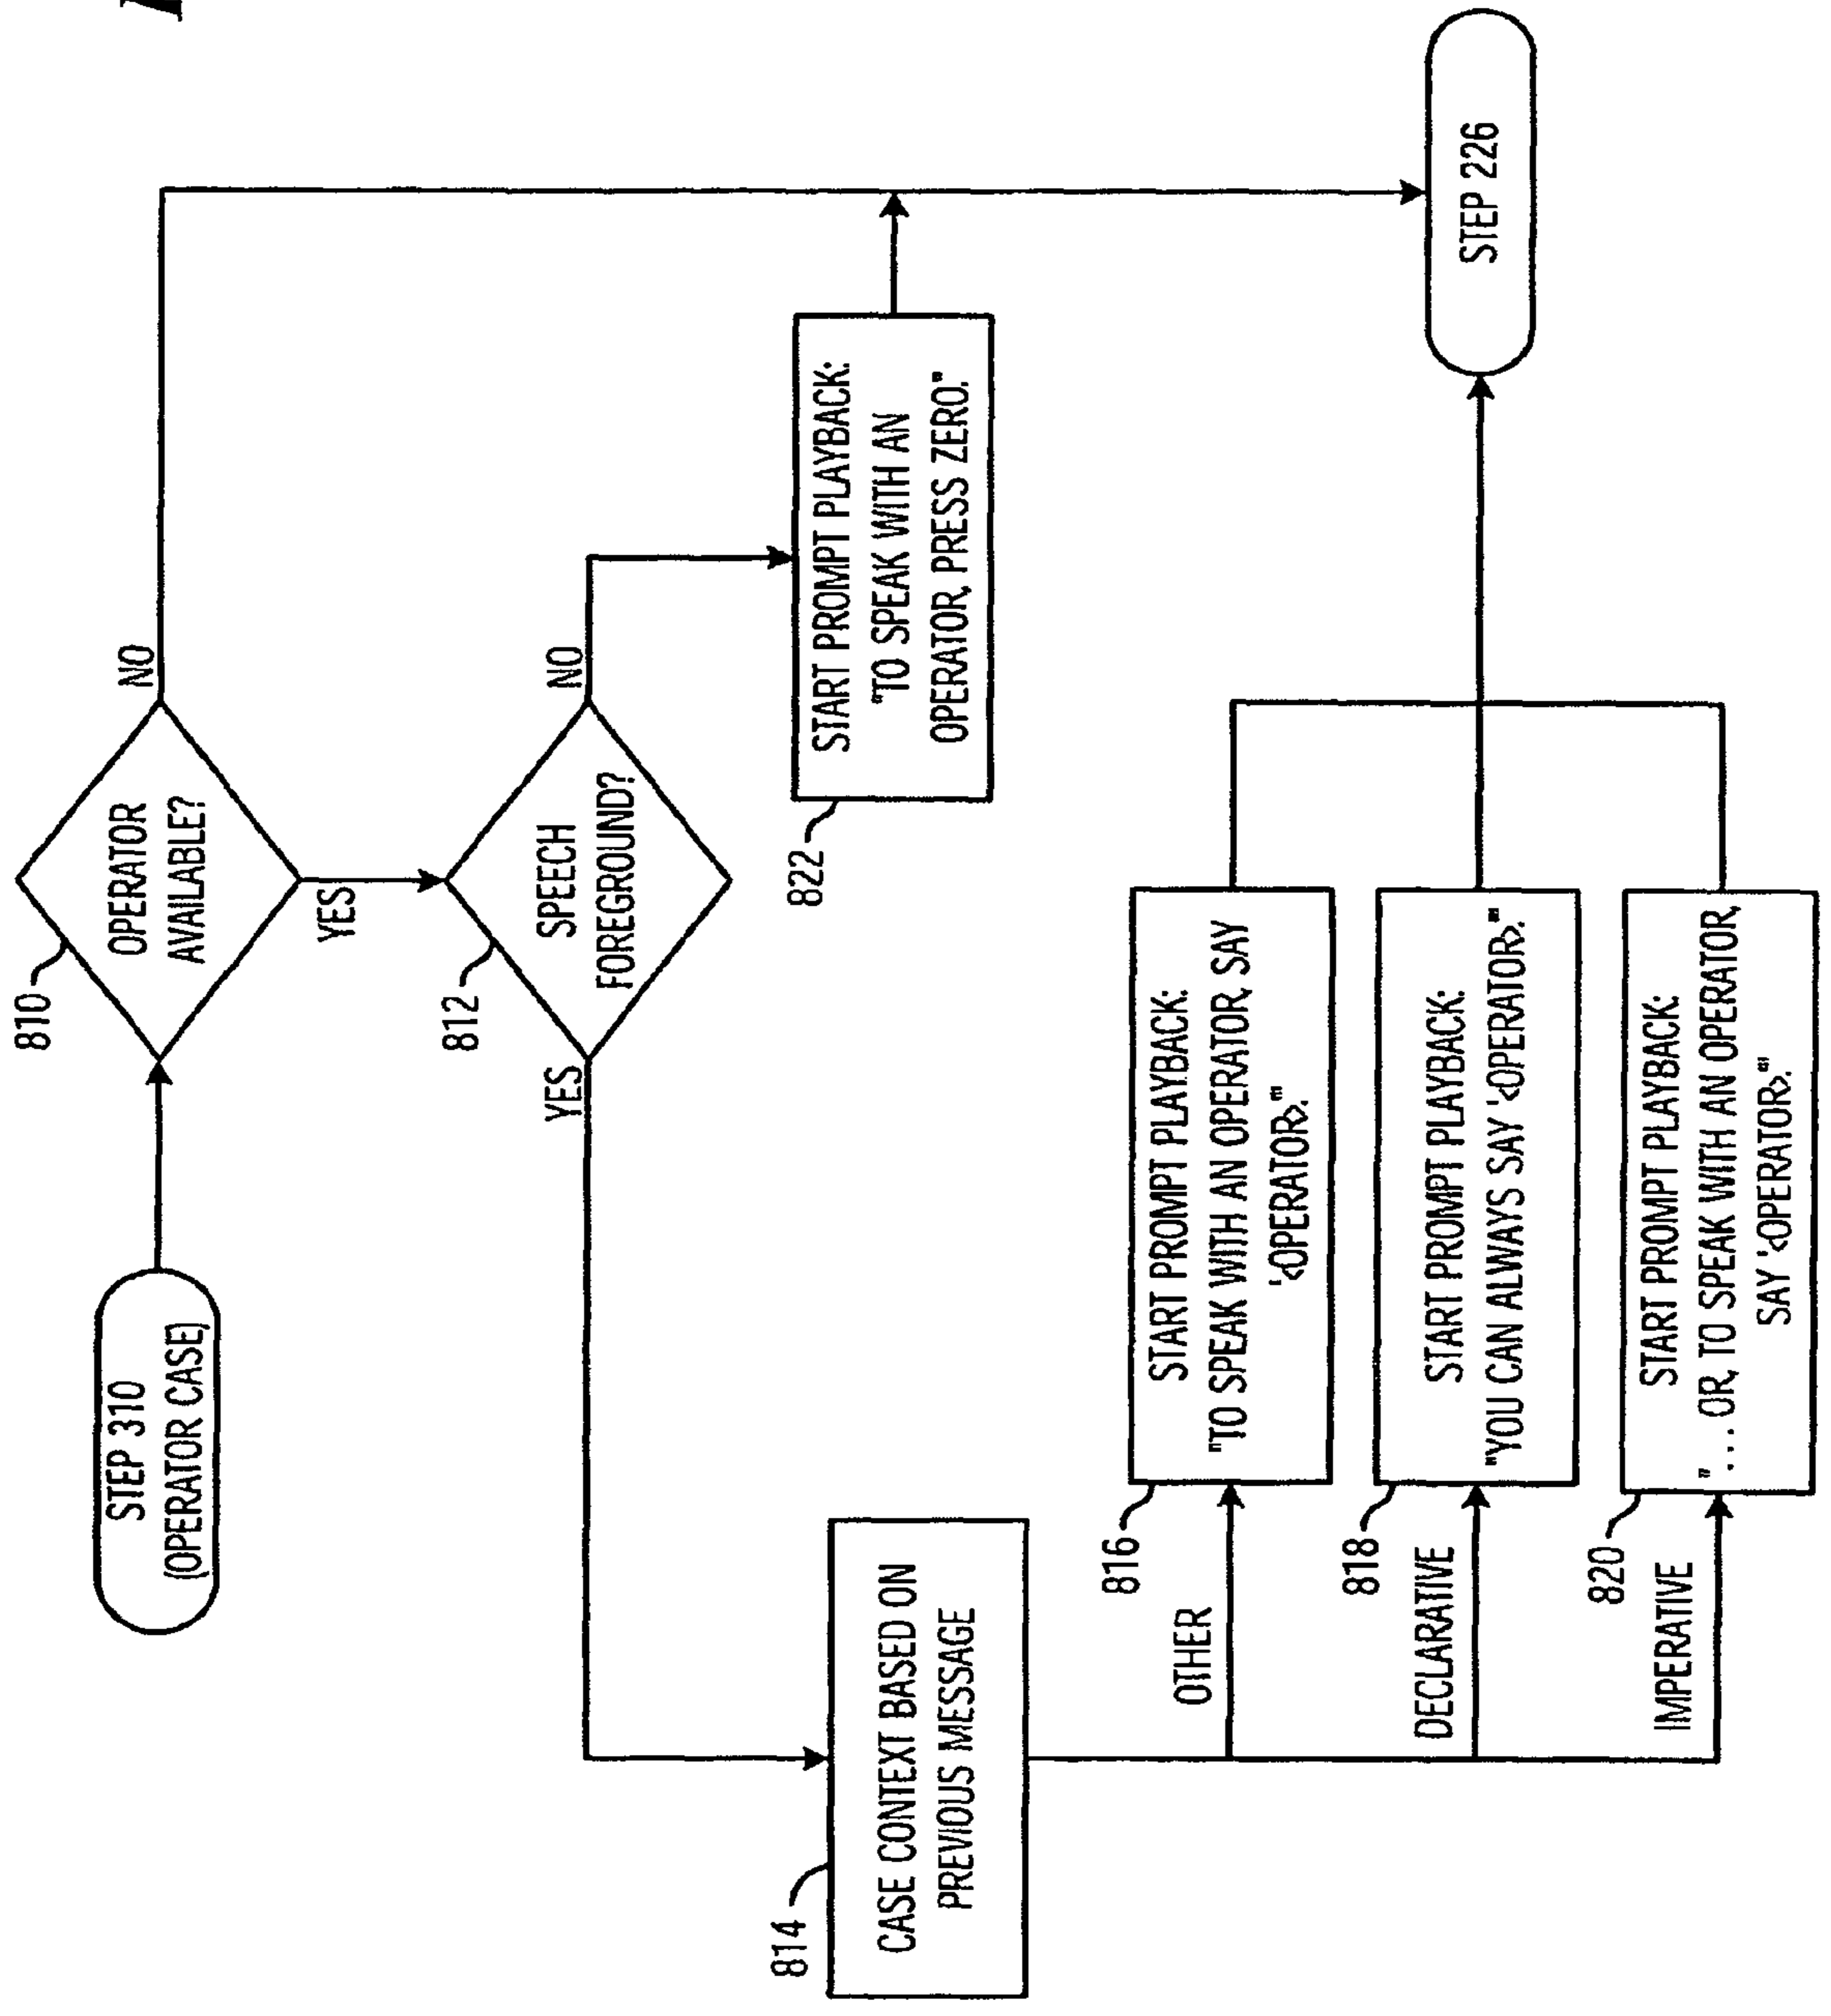 STEP 310
(OPERATOR CASE)
810
OPERATOR
AVAILABLE?
NO
YES
812
SPEECH
FOREGROUND?
NO
YES
822
START PROMPT PLAYBACK:
"TO SPEAK WITH AN
OPERATOR, PRESS ZERO."
814
CASE CONTEXT BASED ON
PREVIOUS MESSAGE
OTHER
816
START PROMPT PLAYBACK:
"TO SPEAK WITH AN OPERATOR, SAY
'<OPERATOR>.'"
DECLARATIVE
818
START PROMPT PLAYBACK:
"YOU CAN ALWAYS SAY '<OPERATOR>.'"
IMPERATIVE
820
START PROMPT PLAYBACK:
"... OR, TO SPEAK WITH AN OPERATOR,
SAY '<OPERATOR>.'"
STEP 226